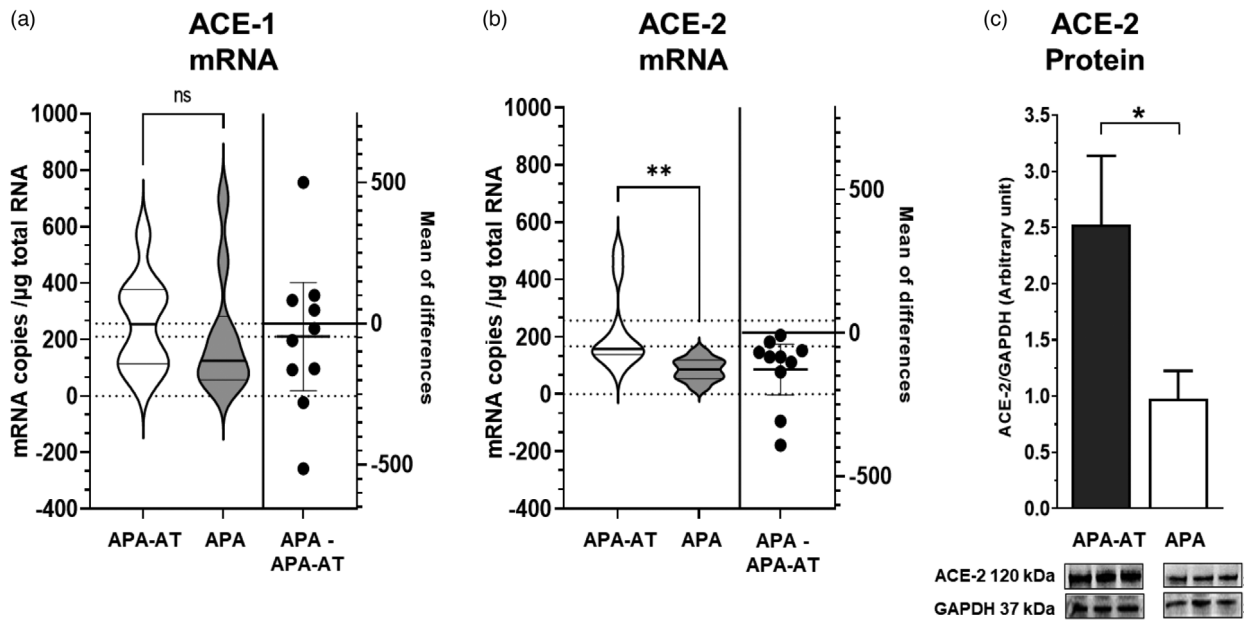 (a)
ACE-1
mRNA
ns
mRNA copies /µg total RNA
1000
800
600
400
200
0
-200
-400
500
0
-500
Mean of differences
APA-AT
APA
APA -
APA-AT
(b)
ACE-2
mRNA
**
mRNA copies /µg total RNA
1000
800
600
400
200
0
-200
-400
500
0
-500
Mean of differences
APA-AT
APA
APA -
APA-AT
(c)
ACE-2
Protein
*
ACE-2/GAPDH (Arbitrary unit)
3.5
3.0
2.5
2.0
1.5
1.0
0.5
0.0
APA-AT
APA
ACE-2 120 kDa
GAPDH 37 kDa